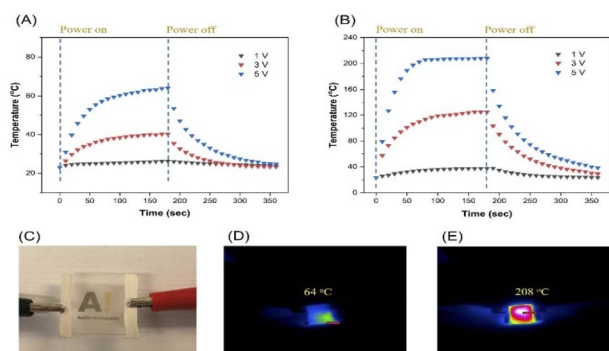 (A)
Power on
Power off
Temperature (°C)
80
60
40
20
1 V
3 V
5 V
0
50
100
150
200
250
300
350
Time (sec)
(B)
Power on
Power off
Temperature (°C)
240
200
160
120
80
40
0
1 V
3 V
5 V
0
50
100
150
200
250
300
350
Time (sec)
(C)
(D)
(E)
A!
Aalto University
64 °C
208 °C